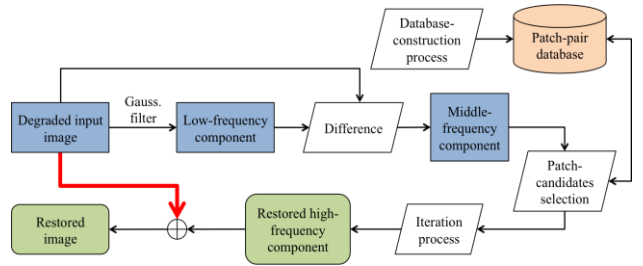 Database-
construction
process
Patch-pair
database
Gauss.
filter
Degraded input
image
Low-frequency
component
Difference
Middle-
frequency
component
Patch-
candidates
selection
Restored
image
Restored high-
frequency
component
Iteration
process